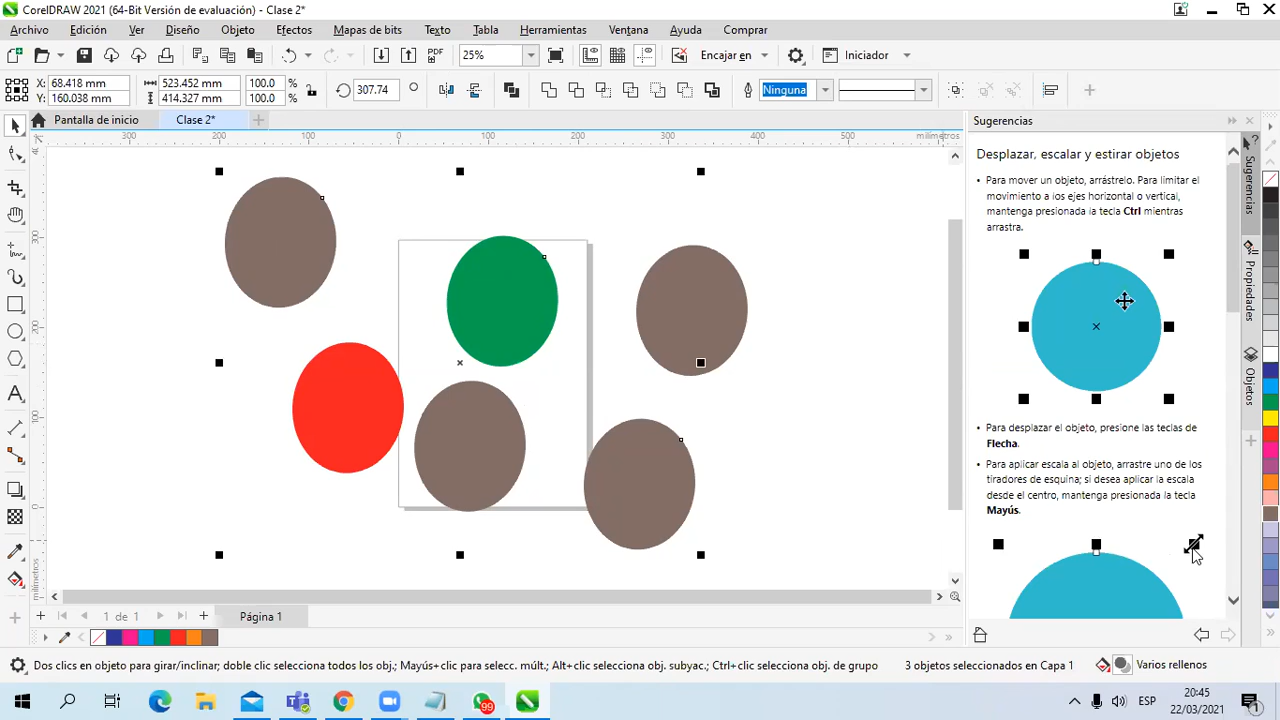 CorelDRAW 2021 (64-Bit Versión de evaluación) - Clase 2*
Archivo Edición Ver Diseño Objeto Efectos Mapas de bits Texto Tabla Herramientas Ventana Ayuda Comprar
PDF 25% Encajar en Iniciador
X: 68.418 mm 523.452 mm 100.0 % 307.74 ° Ninguna
Y: 160.038 mm 414.327 mm 100.0 %
Pantalla de inicio Clase 2* Sugerencias
300 200 100 0 100 200 300 400 500 milímetros
Desplazar, escalar y estirar objetos
• Para mover un objeto, arrástrelo. Para limitar el
movimiento a los ejes horizontal o vertical,
mantenga presionada la tecla Ctrl mientras
arrastra.
300
200
100
0
milímetros
• Para desplazar el objeto, presione las teclas de
Flecha.
• Para aplicar escala al objeto, arrastre uno de los
tiradores de esquina; si desea aplicar la escala
desde el centro, mantenga presionada la tecla
Mayús.
Sugerencias
Propiedades
Objetos
1 de 1 Página 1
Dos clics en objeto para girar/inclinar; doble clic selecciona todos los obj.; Mayús+clic para selecc. múlt.; Alt+clic selecciona obj. subyac.; Ctrl+clic selecciona obj. de grupo 3 objetos seleccionados en Capa 1 Varios rellenos
99 ESP 20:45
22/03/2021 1